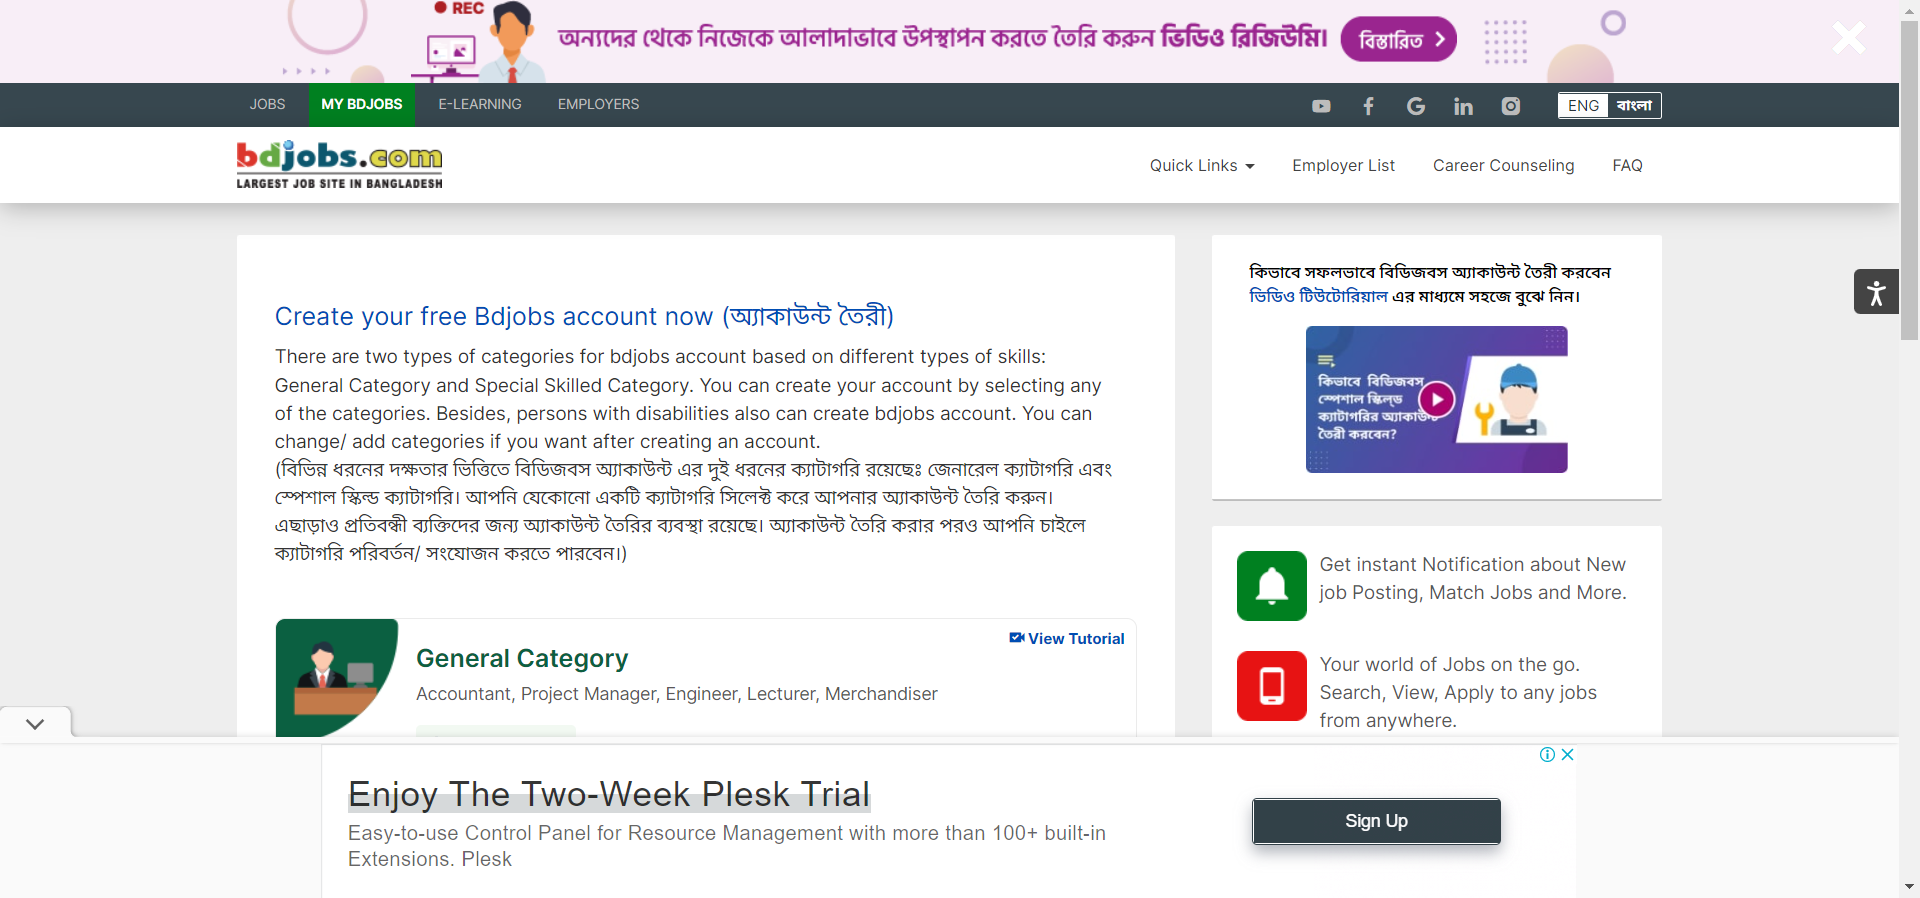 REC
অন্যদের থেকে নিজেকে আলাদাভাবে উপস্থাপন করতে তৈরি করুন ভিডিও রিজিউমি।
বিস্তারিত
JOBS
MY BDJOBS
E-LEARNING
EMPLOYERS
ENG
বাংলা
bdjobs.com
LARGEST JOB SITE IN BANGLADESH
Quick Links
Employer List
Career Counseling
FAQ
Create your free Bdjobs account now (অ্যাকাউন্ট তৈরী)
There are two types of categories for bdjobs account based on different types of skills:
General Category and Special Skilled Category. You can create your account by selecting any
of the categories. Besides, persons with disabilities also can create bdjobs account. You can
change/ add categories if you want after creating an account.
(বিভিন্ন ধরনের দক্ষতার ভিত্তিতে বিডিজবস অ্যাকাউন্ট এর দুই ধরনের ক্যাটাগরি রয়েছেঃ জেনারেল ক্যাটাগরি এবং
স্পেশাল স্কিল্ড ক্যাটাগরি। আপনি যেকোনো একটি ক্যাটাগরি সিলেক্ট করে আপনার অ্যাকাউন্ট তৈরি করুন।
এছাড়াও প্রতিবন্ধী ব্যক্তিদের জন্য অ্যাকাউন্ট তৈরির ব্যবস্থা রয়েছে। অ্যাকাউন্ট তৈরি করার পরও আপনি চাইলে
ক্যাটাগরি পরিবর্তন/ সংযোজন করতে পারবেন।)
View Tutorial
General Category
Accountant, Project Manager, Engineer, Lecturer, Merchandiser
কিভাবে সফলভাবে বিডিজবস অ্যাকাউন্ট তৈরী করবেন
ভিডিও টিউটোরিয়াল এর মাধ্যমে সহজে বুঝে নিন।
কিভাবে বিডিজবস
স্পেশাল স্কিল্ড
ক্যাটাগরির অ্যাকাউন্ট
তৈরী করবেন?
Get instant Notification about New
job Posting, Match Jobs and More.
Your world of Jobs on the go.
Search, View, Apply to any jobs
from anywhere.
Enjoy The Two-Week Plesk Trial
Easy-to-use Control Panel for Resource Management with more than 100+ built-in
Extensions. Plesk
Sign Up